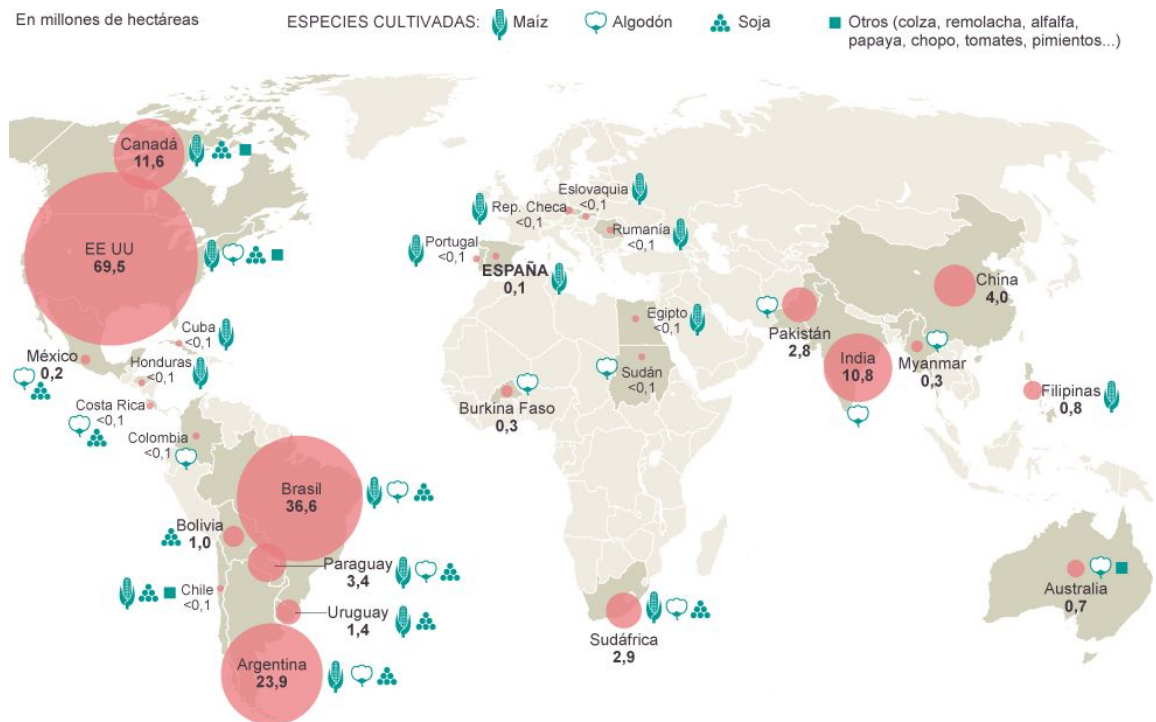 En millones de hectáreas
ESPECIES CULTIVADAS:
Maíz
Algodón
Soja
Otros (colza, remolacha, alfalfa,
papaya, chopo, tomates, pimientos...)
Canadá
11,6
EE UU
69,5
México
0,2
Cuba
<0,1
Honduras
<0,1
Costa Rica
<0,1
Colombia
<0,1
Brasil
36,6
Bolivia
1,0
Paraguay
3,4
Chile
<0,1
Uruguay
1,4
Argentina
23,9
Eslovaquia
<0,1
Rep. Checa
<0,1
Rumanía
<0,1
Portugal
<0,1
ESPAÑA
0,1
Egipto
<0,1
Sudán
<0,1
Burkina Faso
0,3
Sudáfrica
2,9
China
4,0
Pakistán
2,8
India
10,8
Myanmar
0,3
Filipinas
0,8
Australia
0,7